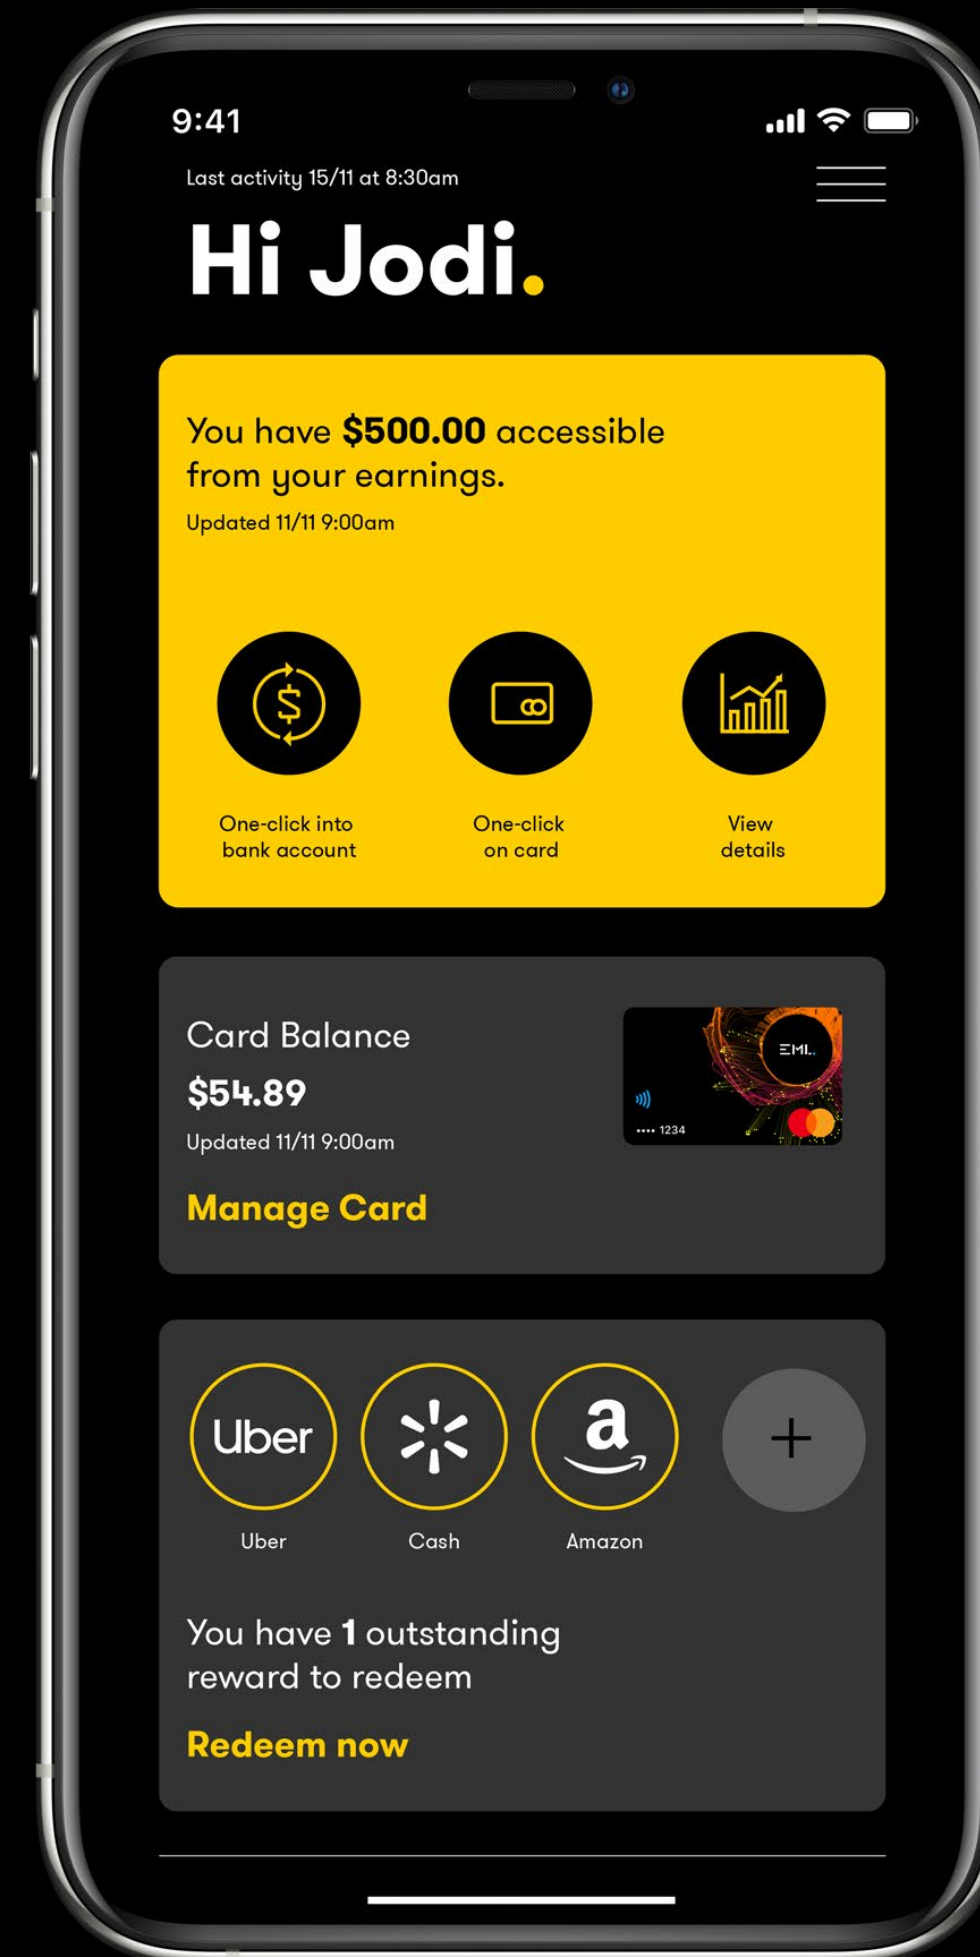 9:41
Last activity 15/11 at 8:30am
Hi Jodi.
You have $500.00 accessible
from your earnings.
Updated 11/11 9:00am
One-click into
bank account
One-click
on card
View
details
Card Balance
$54.89
Updated 11/11 9:00am
Manage Card
EML.
•••• 1234
Uber
a
+
Uber
Cash
Amazon
You have 1 outstanding
reward to redeem
Redeem now